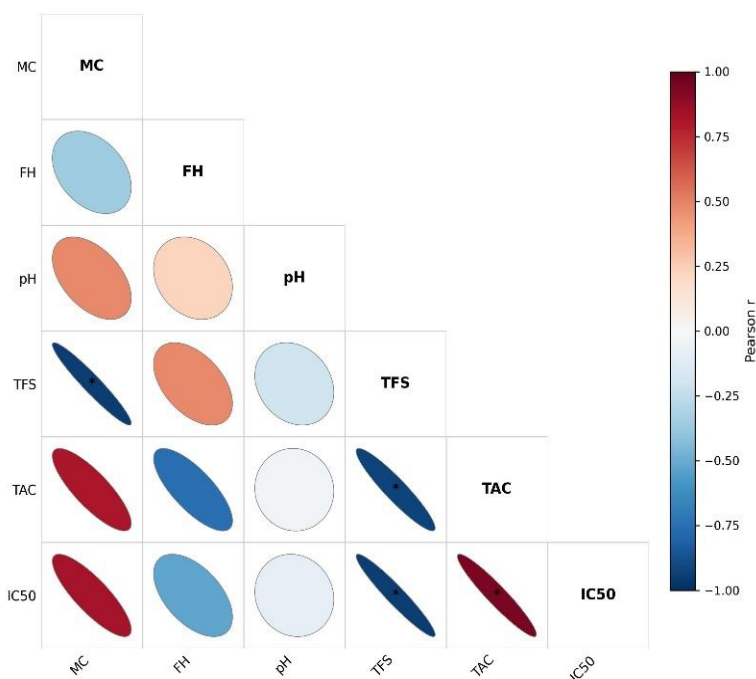 MC
MC
FH
FH
pH
pH
TFS
*
TFS
TAC
*
TAC
IC50
*
*
IC50
MC
FH
pH
TFS
TAC
IC50
1.00
0.75
0.50
0.25
0.00
−0.25
−0.50
−0.75
−1.00
Pearson r